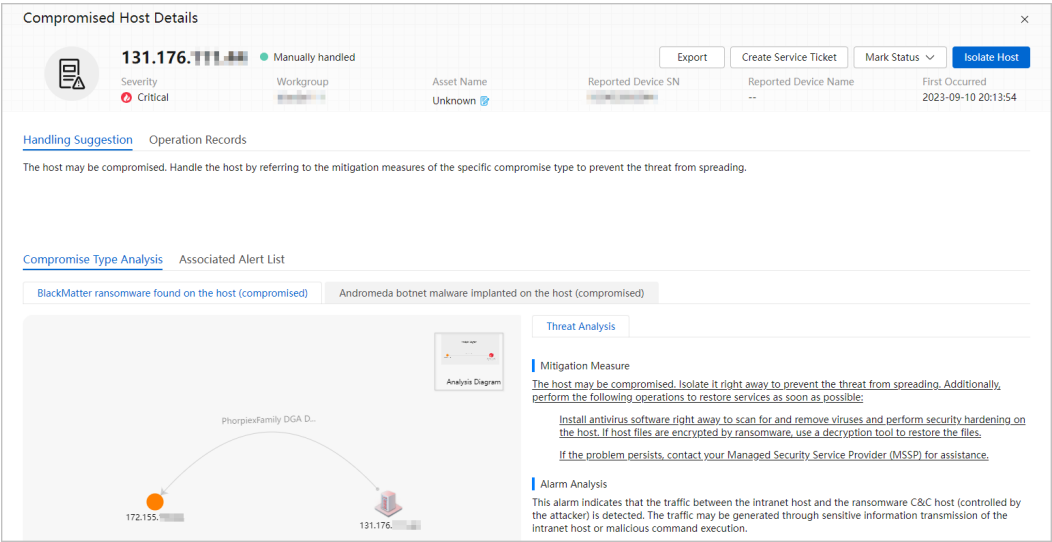 Compromised Host Details
131.176. Manually handled Export Create Service Ticket Mark Status Isolate Host
Severity Workgroup Asset Name Reported Device SN Reported Device Name First Occurred
Critical Unknown -- 2023-09-10 20:13:54
Handling Suggestion Operation Records
The host may be compromised. Handle the host by referring to the mitigation measures of the specific compromise type to prevent the threat from spreading.
Compromise Type Analysis Associated Alert List
BlackMatter ransomware found on the host (compromised) Andromeda botnet malware implanted on the host (compromised)
Analysis Diagram
PhorpiexFamily DGA D...
172.155.
131.176.
Threat Analysis
Mitigation Measure
The host may be compromised. Isolate it right away to prevent the threat from spreading. Additionally,
perform the following operations to restore services as soon as possible:
Install antivirus software right away to scan for and remove viruses and perform security hardening on
the host. If host files are encrypted by ransomware, use a decryption tool to restore the files.
If the problem persists, contact your Managed Security Service Provider (MSSP) for assistance.
Alarm Analysis
This alarm indicates that the traffic between the intranet host and the ransomware C&C host (controlled by
the attacker) is detected. The traffic may be generated through sensitive information transmission of the
intranet host or malicious command execution.